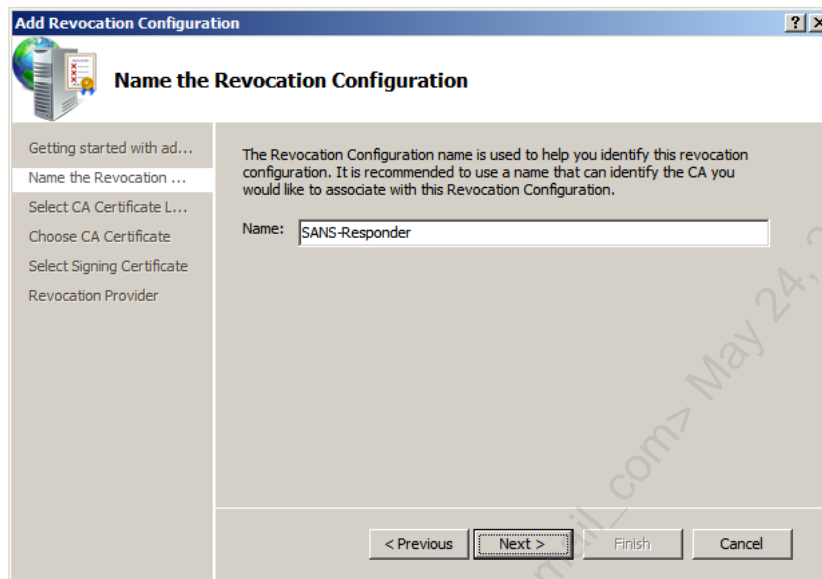 Add Revocation Configuration
Name the Revocation Configuration
Getting started with ad...
Name the Revocation ...
Select CA Certificate L...
Choose CA Certificate
Select Signing Certificate
Revocation Provider
The Revocation Configuration name is used to help you identify this revocation
configuration. It is recommended to use a name that can identify the CA you
would like to associate with this Revocation Configuration.
Name: SANS-Responder
< Previous Next > Finish Cancel
mail_com> May 24,